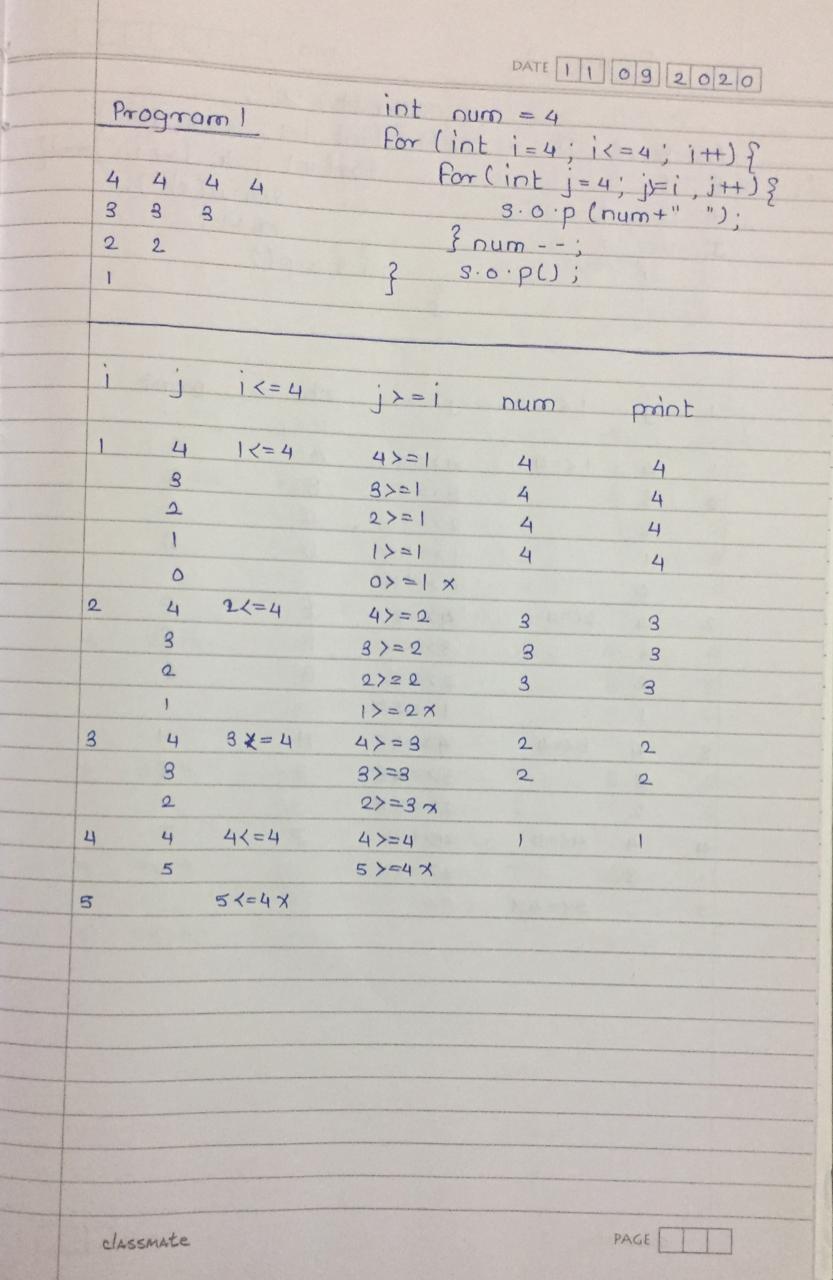 DATE 11 09 2020
Program 1
int num = 4
for (int i=4; i<=4; i++) {
for (int j=4; j>=i, j++) {
s.o.p (num+" ");
} num --;
} s.o.p();
4 4 4 4
3 3 3
2 2
1
i j i<=4 j>=i num print
1 4 1<=4 4>=1 4 4
3 3>=1 4 4
2 2>=1 4 4
1 1>=1 4 4
0 0>=1 x
2 4 2<=4 4>=2 3 3
3 3>=2 3 3
2 2>=2 3 3
1 1>=2 x
3 4 3<=4 4>=3 2 2
3 3>=3 2 2
2 2>=3 x
4 4 4<=4 4>=4 1 1
5 5>=4 x
5 5<=4 x
classmate PAGE